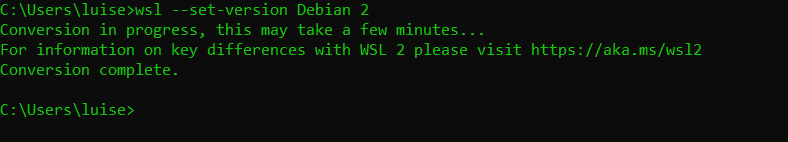 C:\Users\luise>wsl --set-version Debian 2
Conversion in progress, this may take a few minutes...
For information on key differences with WSL 2 please visit https://aka.ms/wsl2
Conversion complete.
C:\Users\luise>